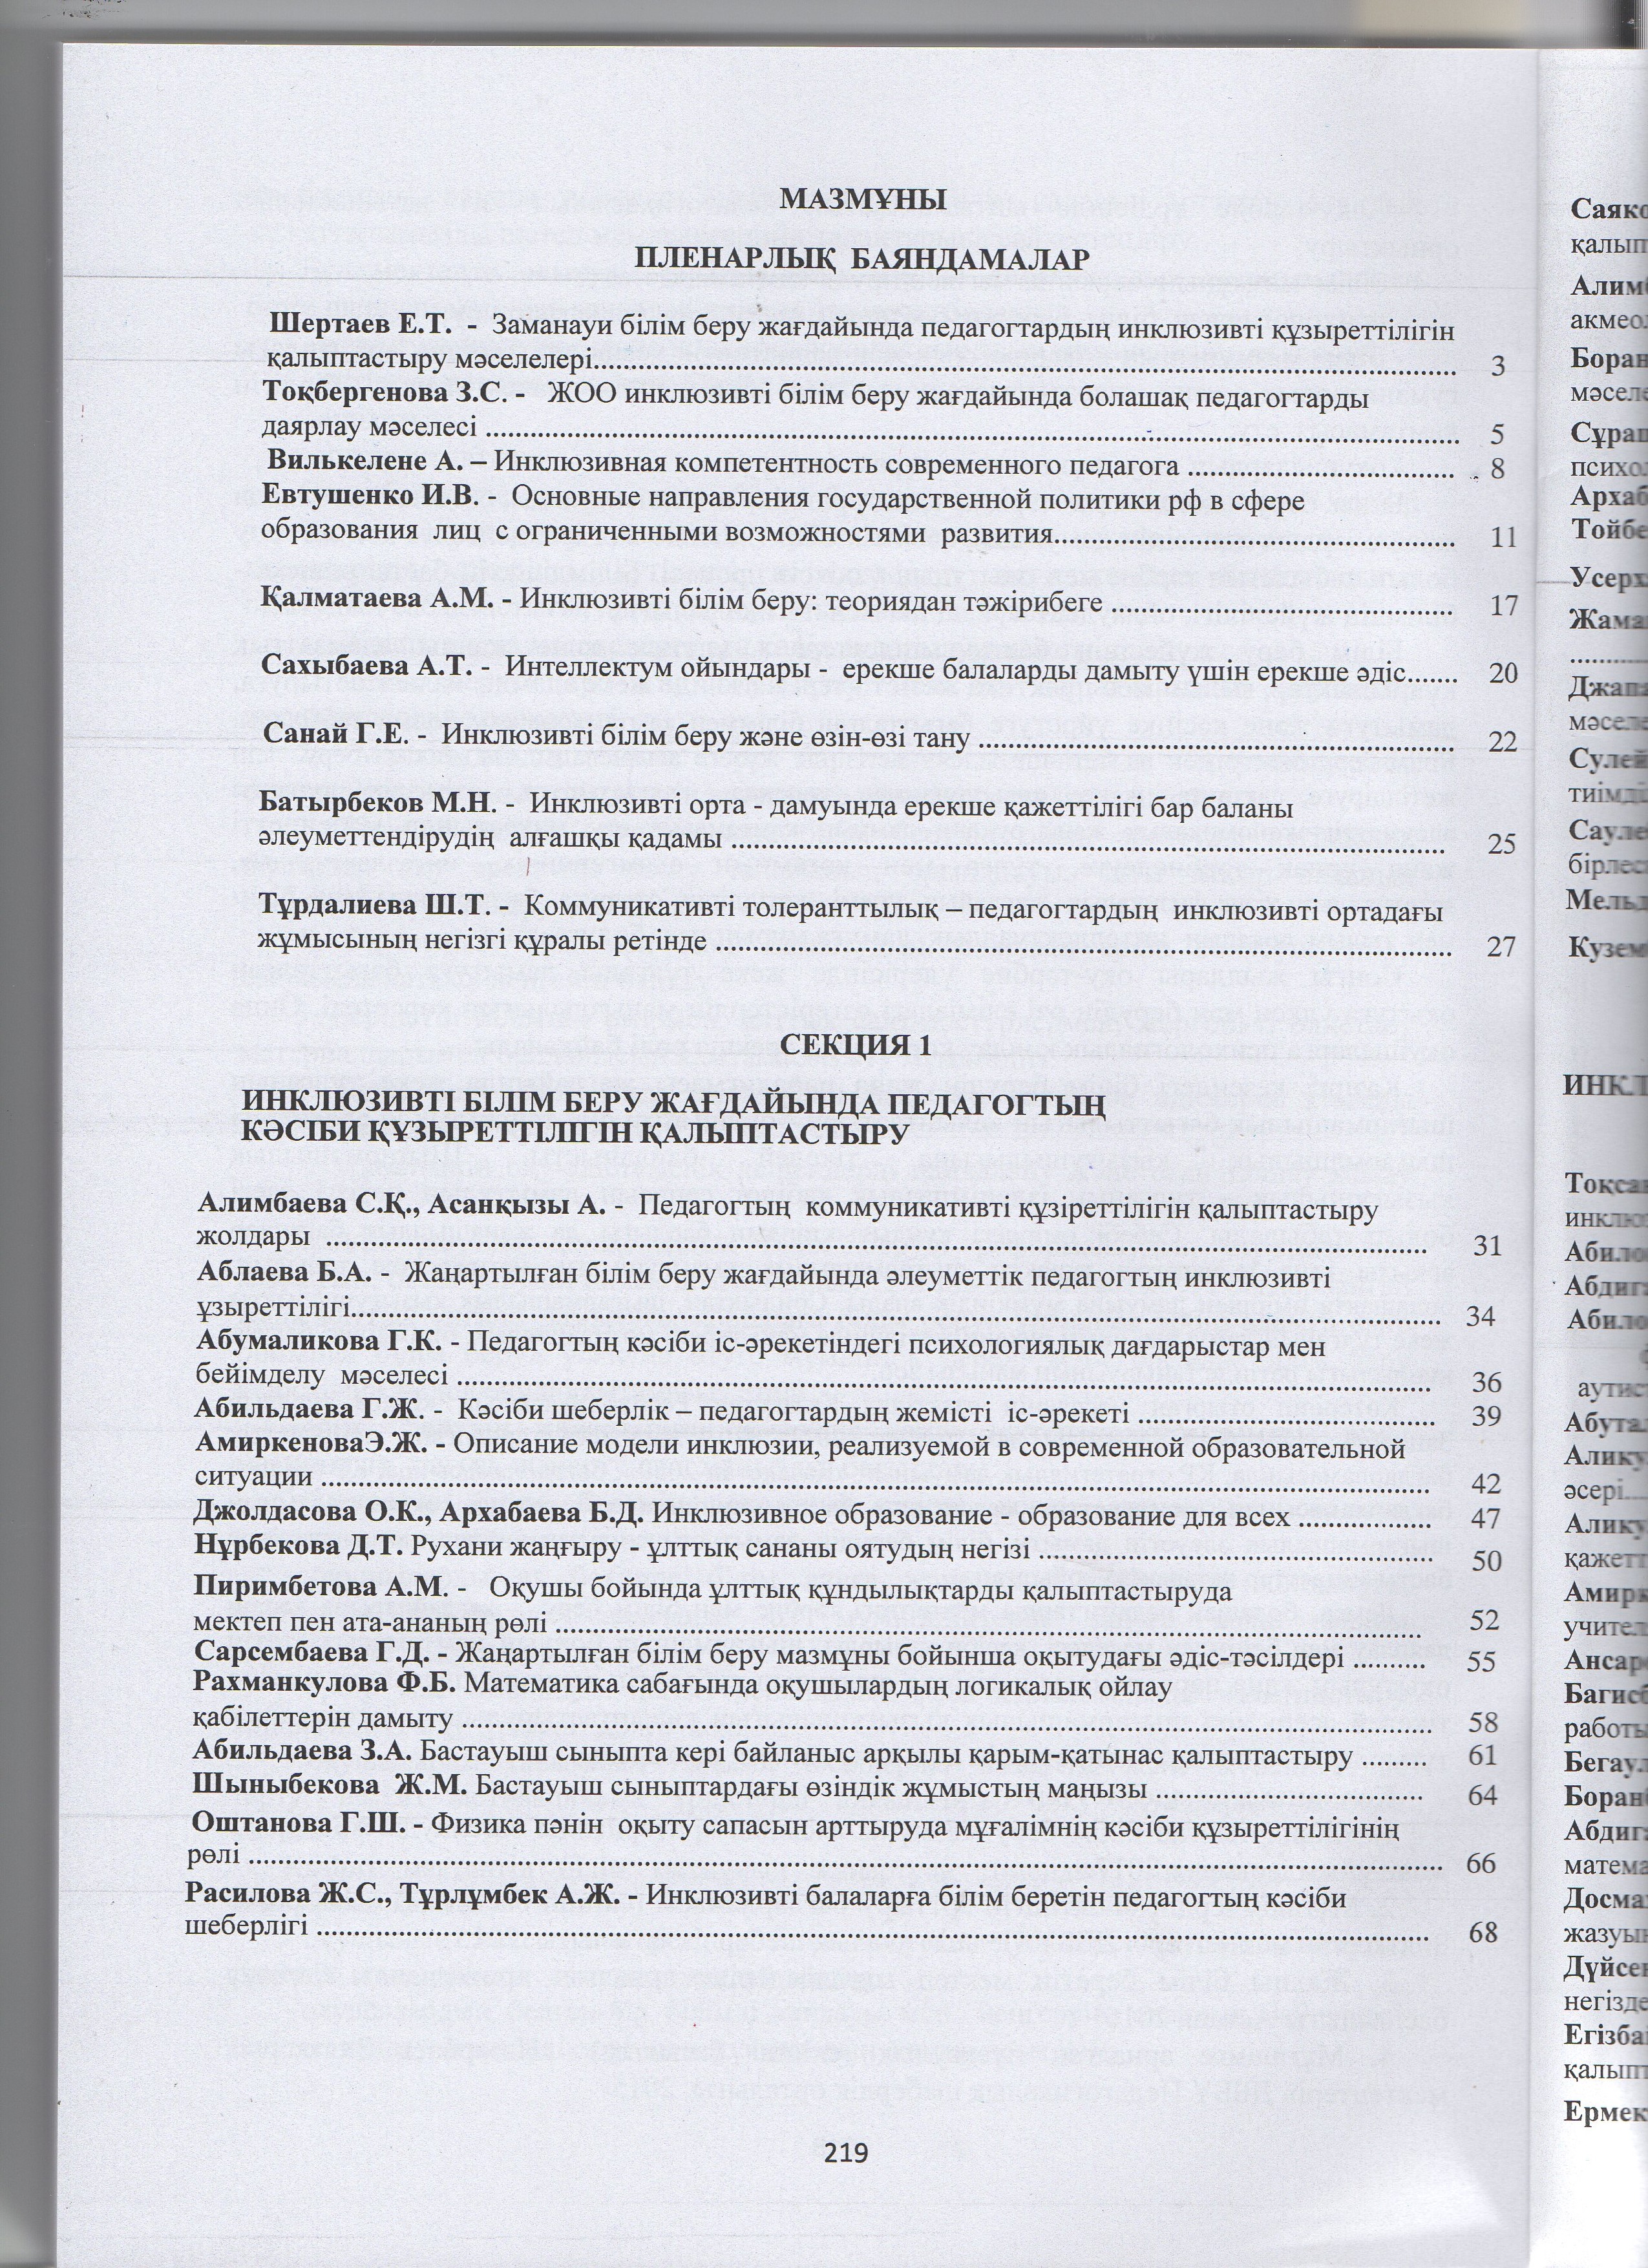 МАЗМҰНЫ
ПЛЕНАРЛЫҚ БАЯНДАМАЛАР
Шертаев Е.Т. - Заманауи білім беру жағдайында педагогтардың инклюзивті құзыреттілігін
қалыптастыру мәселелері........ 3
Тоқбергенова З.С. - ЖОО инклюзивті білім беру жағдайында болашақ педагогтарды
даярлау мәселесі ........ 5
Вилькелене А. – Инклюзивная компетентность современного педагога ........ 8
Евтушенко И.В. - Основные направления государственной политики рф в сфере
образования лиц с ограниченными возможностями развития........ 11
Қалматаева А.М. - Инклюзивті білім беру: теориядан тәжірибеге ........ 17
Сахыбаева А.Т. - Интеллектум ойындары - ерекше балаларды дамыту үшін ерекше әдіс....... 20
Санай Г.Е. - Инклюзивті білім беру және өзін-өзі тану ........ 22
Батырбеков М.Н. - Инклюзивті орта - дамуында ерекше қажеттілігі бар баланы
әлеуметтендірудің алғашқы қадамы ........ 25
Тұрдалиева Ш.Т. - Коммуникативті толеранттылық – педагогтардың инклюзивті ортадағы
жұмысының негізгі құралы ретінде ........ 27
СЕКЦИЯ 1
ИНКЛЮЗИВТІ БІЛІМ БЕРУ ЖАҒДАЙЫНДА ПЕДАГОГТЫҢ
КӘСІБИ ҚҰЗЫРЕТТІЛІГІН ҚАЛЫПТАСТЫРУ
Алимбаева С.Қ., Асанқызы А. - Педагогтың коммуникативті құзіреттілігін қалыптастыру
жолдары ........ 31
Аблаева Б.А. - Жаңартылған білім беру жағдайында әлеуметтік педагогтың инклюзивті
ұзыреттілігі........ 34
Абумаликова Г.К. - Педагогтың кәсіби іс-әрекетіндегі психологиялық дағдарыстар мен
бейімделу мәселесі ........ 36
Абильдаева Г.Ж. - Кәсіби шеберлік – педагогтардың жемісті іс-әрекеті ........ 39
АмиркеноваЭ.Ж. - Описание модели инклюзии, реализуемой в современной образовательной
ситуации ........ 42
Джолдасова О.К., Архабаева Б.Д. Инклюзивное образование - образование для всех ........ 47
Нұрбекова Д.Т. Рухани жаңғыру - ұлттық сананы оятудың негізі ........ 50
Пиримбетова А.М. - Оқушы бойында ұлттық құндылықтарды қалыптастыруда
мектеп пен ата-ананың рөлі ........ 52
Сарсембаева Г.Д. - Жаңартылған білім беру мазмұны бойынша оқытудағы әдіс-тәсілдері ........ 55
Рахманкулова Ф.Б. Математика сабағында оқушылардың логикалық ойлау
қабілеттерін дамыту ........ 58
Абильдаева З.А. Бастауыш сыныпта кері байланыс арқылы қарым-қатынас қалыптастыру ........ 61
Шыныбекова Ж.М. Бастауыш сыныптардағы өзіндік жұмыстың маңызы ........ 64
Оштанова Г.Ш. - Физика пәнін оқыту сапасын арттыруда мұғалімнің кәсіби құзыреттілігінің
рөлі ........ 66
Расилова Ж.С., Тұрлұмбек А.Ж. - Инклюзивті балаларға білім беретін педагогтың кәсіби
шеберлігі ........ 68
219